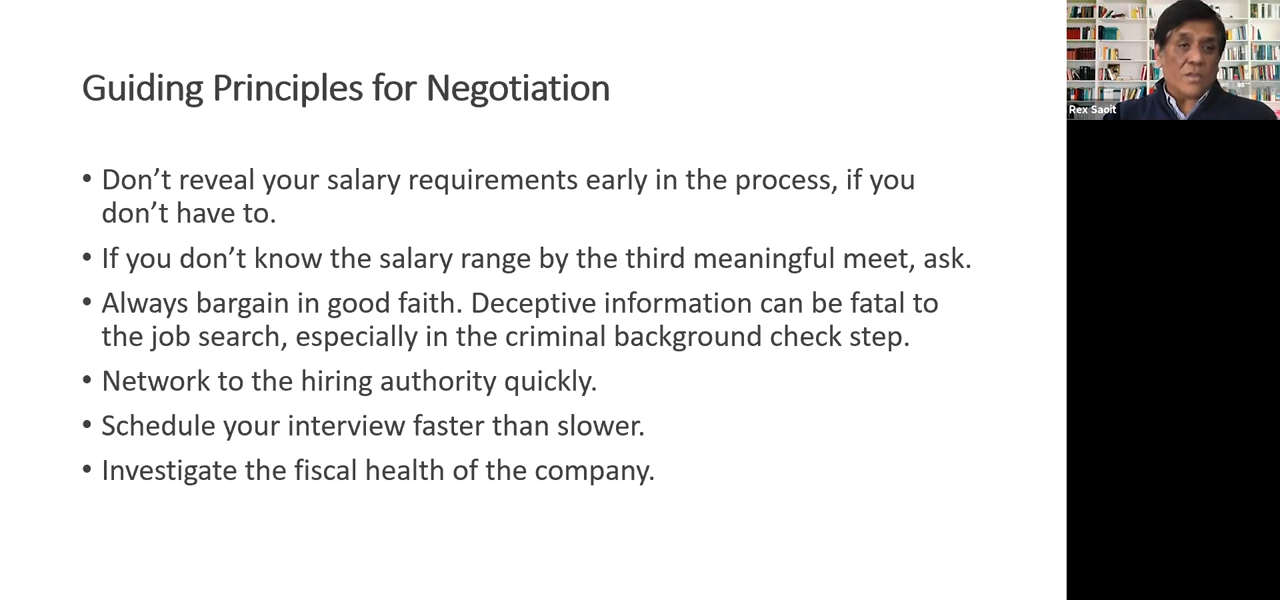 Guiding Principles for Negotiation
• Don’t reveal your salary requirements early in the process, if you
don’t have to.
• If you don’t know the salary range by the third meaningful meet, ask.
• Always bargain in good faith. Deceptive information can be fatal to
the job search, especially in the criminal background check step.
• Network to the hiring authority quickly.
• Schedule your interview faster than slower.
• Investigate the fiscal health of the company.
Rex Saoit